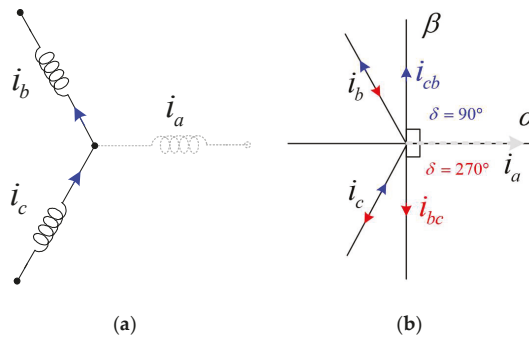 i_b
i_a
i_c
(a)
β
i_b
i_cb
δ = 90°
i_a
δ = 270°
i_c
i_bc
(b)